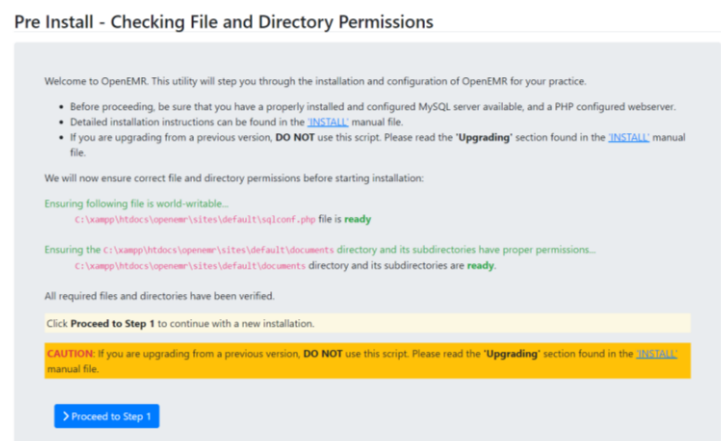 Pre Install - Checking File and Directory Permissions
Welcome to OpenEMR. This utility will step you through the installation and configuration of OpenEMR for your practice.
• Before proceeding, be sure that you have a properly installed and configured MySQL server available, and a PHP configured webserver.
• Detailed installation instructions can be found in the 'INSTALL' manual file.
• If you are upgrading from a previous version, DO NOT use this script. Please read the 'Upgrading' section found in the 'INSTALL' manual
file.
We will now ensure correct file and directory permissions before starting installation:
Ensuring following file is world-writable...
C:\xampp\htdocs\openemr\sites\default\sqlconf.php file is ready
Ensuring the C:\xampp\htdocs\openemr\sites\default\documents directory and its subdirectories have proper permissions...
C:\xampp\htdocs\openemr\sites\default\documents directory and its subdirectories are ready.
All required files and directories have been verified.
Click Proceed to Step 1 to continue with a new installation.
CAUTION: If you are upgrading from a previous version, DO NOT use this script. Please read the 'Upgrading' section found in the 'INSTALL'
manual file.
Proceed to Step 1